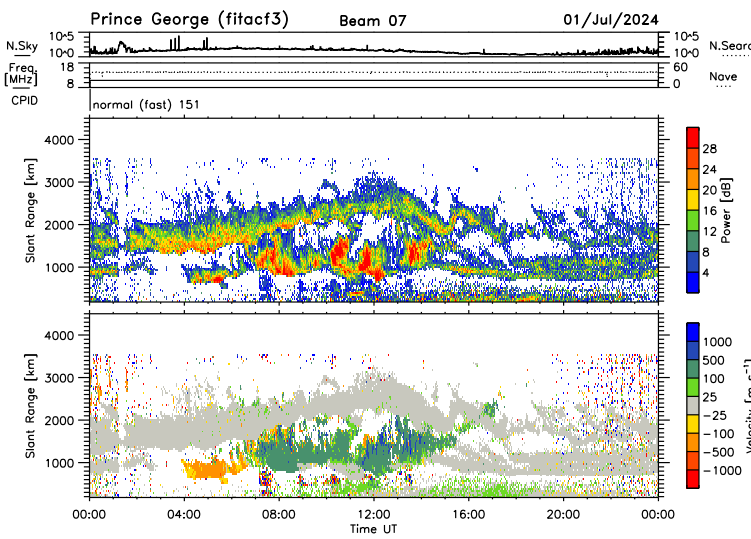 Prince George (fitacf3) Beam 07 01/Jul/2024
N.Sky 10^5 10^0 10^5 10^0 N.Sear
Freq [MHz] 18 8 60 0 Nave
CPID normal (fast) 151
Slant Range [km] 4000 3000 2000 1000
Power [dB] 28 24 20 16 12 8 4
Slant Range [km] 4000 3000 2000 1000
Velocity [m s^-1] 1000 500 100 25 -25 -100 -500 -1000
00:00 04:00 08:00 12:00 16:00 20:00 00:00
Time UT